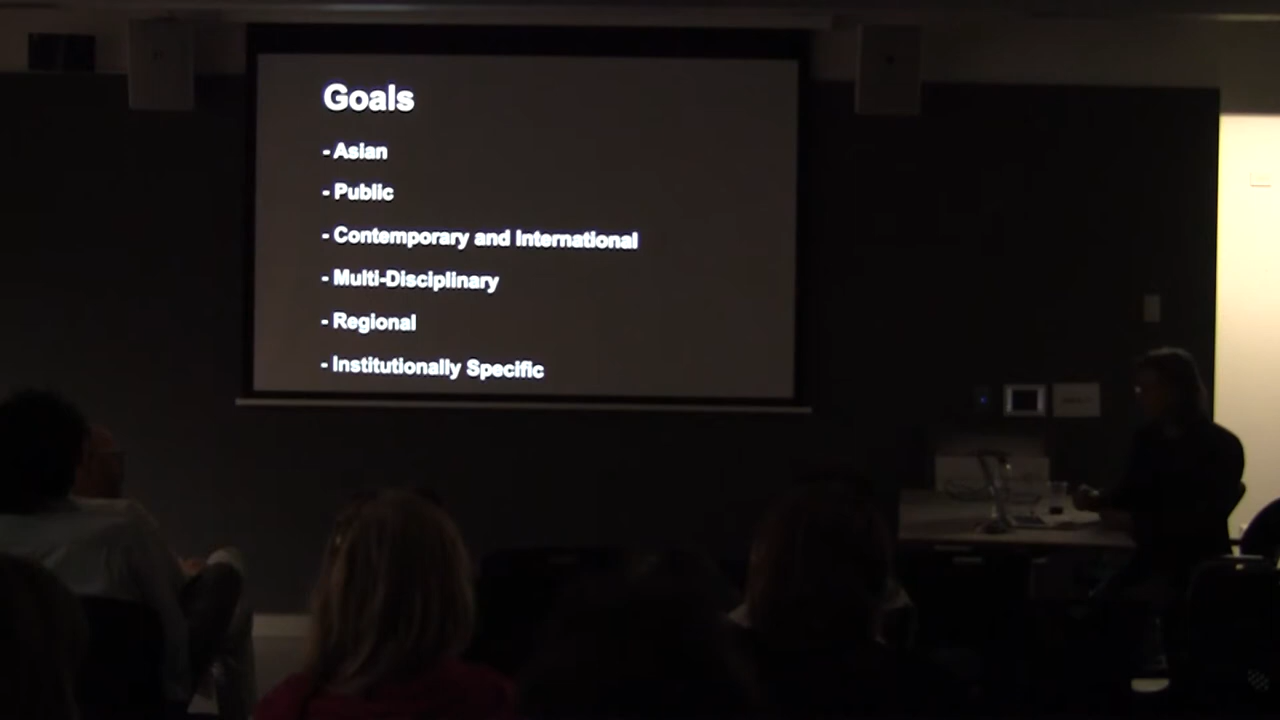 Goals
- Asian
- Public
- Contemporary and International
- Multi-Disciplinary
- Regional
- Institutionally Specific